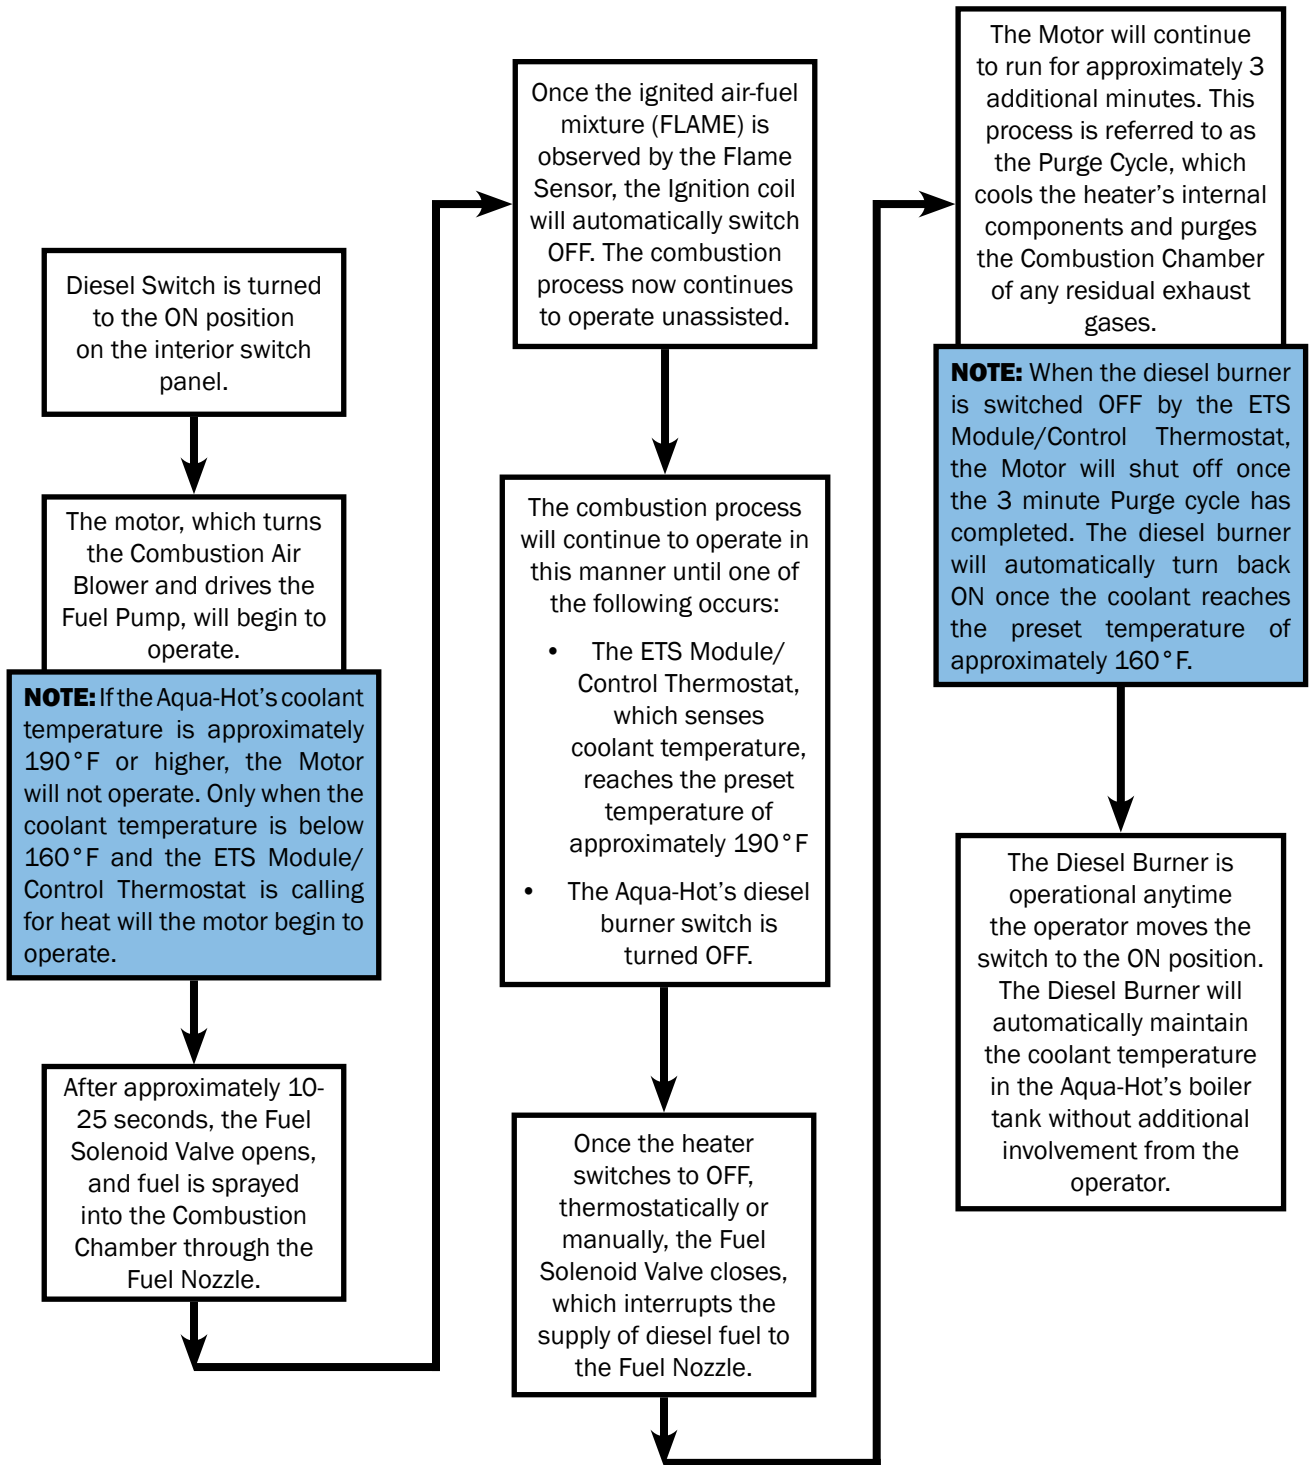 Diesel Switch is turned
to the ON position
on the interior switch
panel.
The motor, which turns
the Combustion Air
Blower and drives the
Fuel Pump, will begin to
operate.
NOTE: If the Aqua-Hot's coolant
temperature is approximately
190°F or higher, the Motor
will not operate. Only when the
coolant temperature is below
160°F and the ETS Module/
Control Thermostat is calling
for heat will the motor begin to
operate.
After approximately 10-
25 seconds, the Fuel
Solenoid Valve opens,
and fuel is sprayed
into the Combustion
Chamber through the
Fuel Nozzle.
Once the ignited air-fuel
mixture (FLAME) is
observed by the Flame
Sensor, the Ignition coil
will automatically switch
OFF. The combustion
process now continues
to operate unassisted.
The combustion process
will continue to operate in
this manner until one of
the following occurs:
• The ETS Module/
Control Thermostat,
which senses
coolant temperature,
reaches the preset
temperature of
approximately 190°F
• The Aqua-Hot's diesel
burner switch is
turned OFF.
Once the heater
switches to OFF,
thermostatically or
manually, the Fuel
Solenoid Valve closes,
which interrupts the
supply of diesel fuel to
the Fuel Nozzle.
The Motor will continue
to run for approximately 3
additional minutes. This
process is referred to as
the Purge Cycle, which
cools the heater's internal
components and purges
the Combustion Chamber
of any residual exhaust
gases.
NOTE: When the diesel burner
is switched OFF by the ETS
Module/Control Thermostat,
the Motor will shut off once
the 3 minute Purge cycle has
completed. The diesel burner
will automatically turn back
ON once the coolant reaches
the preset temperature of
approximately 160°F.
The Diesel Burner is
operational anytime
the operator moves the
switch to the ON position.
The Diesel Burner will
automatically maintain
the coolant temperature
in the Aqua-Hot's boiler
tank without additional
involvement from the
operator.